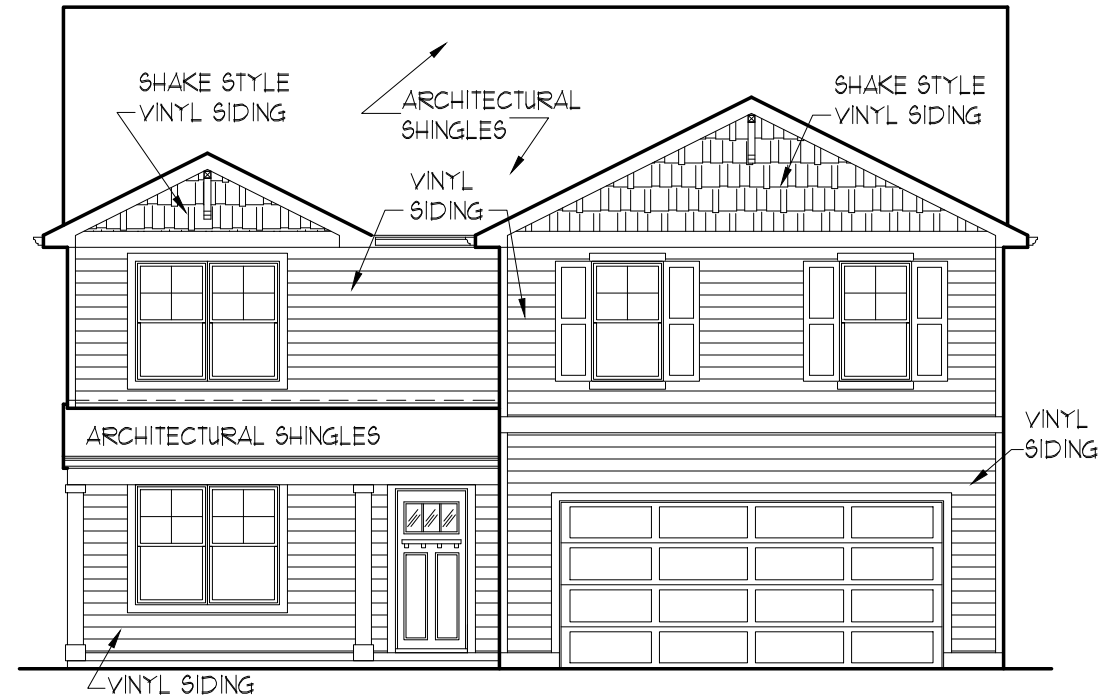 SHAKE STYLE
VINYL SIDING
ARCHITECTURAL
SHINGLES
SHAKE STYLE
VINYL SIDING
VINYL
SIDING
ARCHITECTURAL SHINGLES
VINYL
SIDING
VINYL SIDING